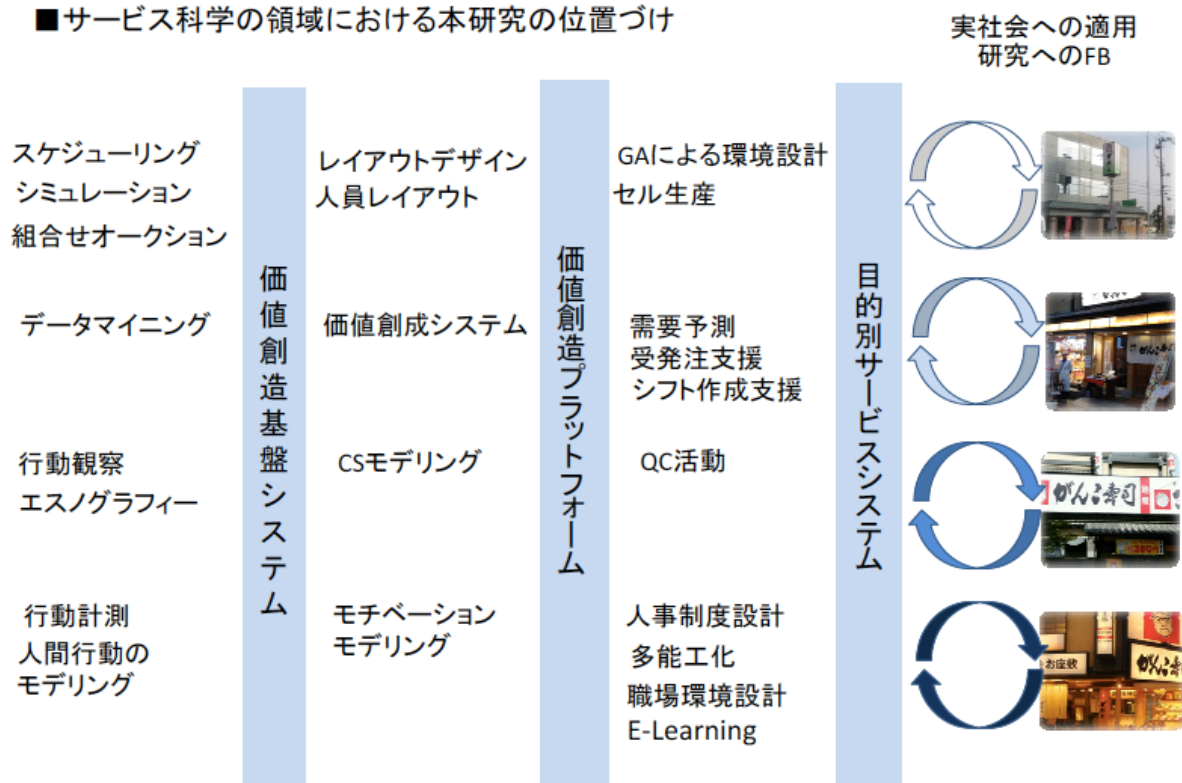 ■サービス科学の領域における本研究の位置づけ
実社会への適用
研究へのFB
スケジューリング
シミュレーション
組合せオークション
データマイニング
行動観察
エスノグラフィー
行動計測
人間行動の
モデリング
価値創造基盤システム
レイアウトデザイン
人員レイアウト
価値創成システム
CSモデリング
モチベーション
モデリング
価値創造プラットフォーム
GAによる環境設計
セル生産
需要予測
受発注支援
シフト作成支援
QC活動
人事制度設計
多能工化
職場環境設計
E-Learning
目的別サービスシステム
がんこ寿司
お座敷